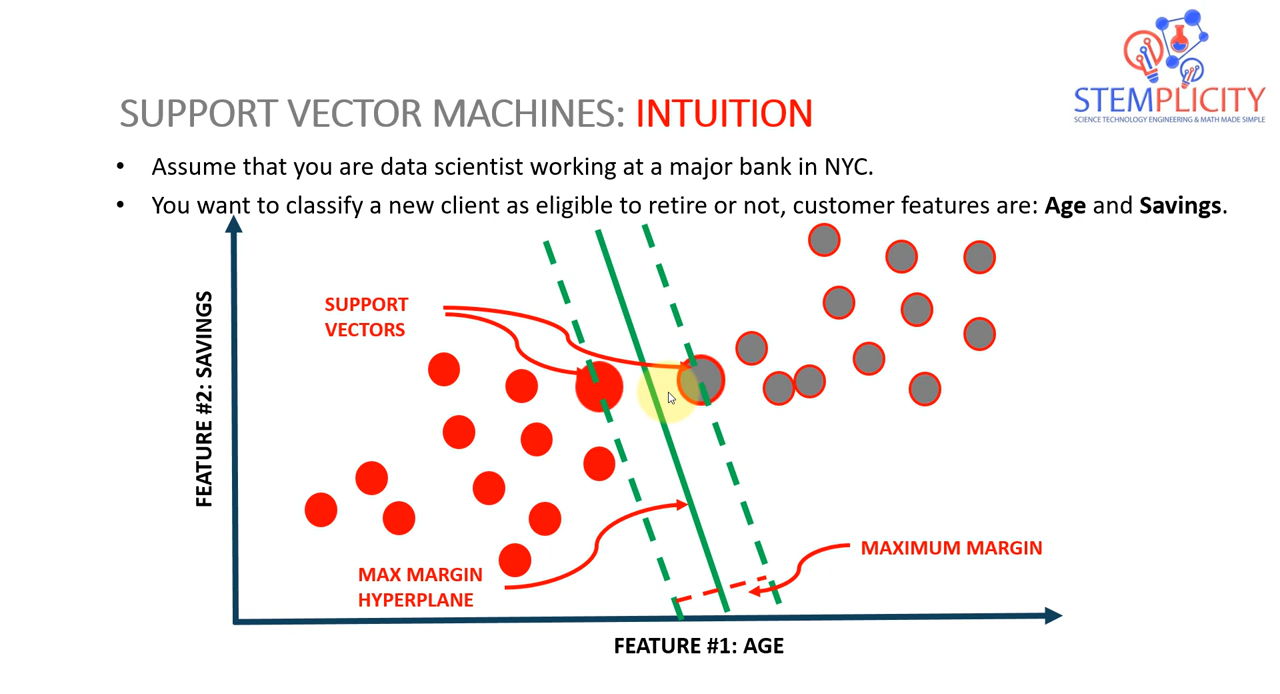 STEMPLICITY
SCIENCE TECHNOLOGY ENGINEERING & MATH MADE SIMPLE
SUPPORT VECTOR MACHINES: INTUITION
• Assume that you are data scientist working at a major bank in NYC.
• You want to classify a new client as eligible to retire or not, customer features are: Age and Savings.
FEATURE #2: SAVINGS
SUPPORT
VECTORS
MAX MARGIN
HYPERPLANE
MAXIMUM MARGIN
FEATURE #1: AGE